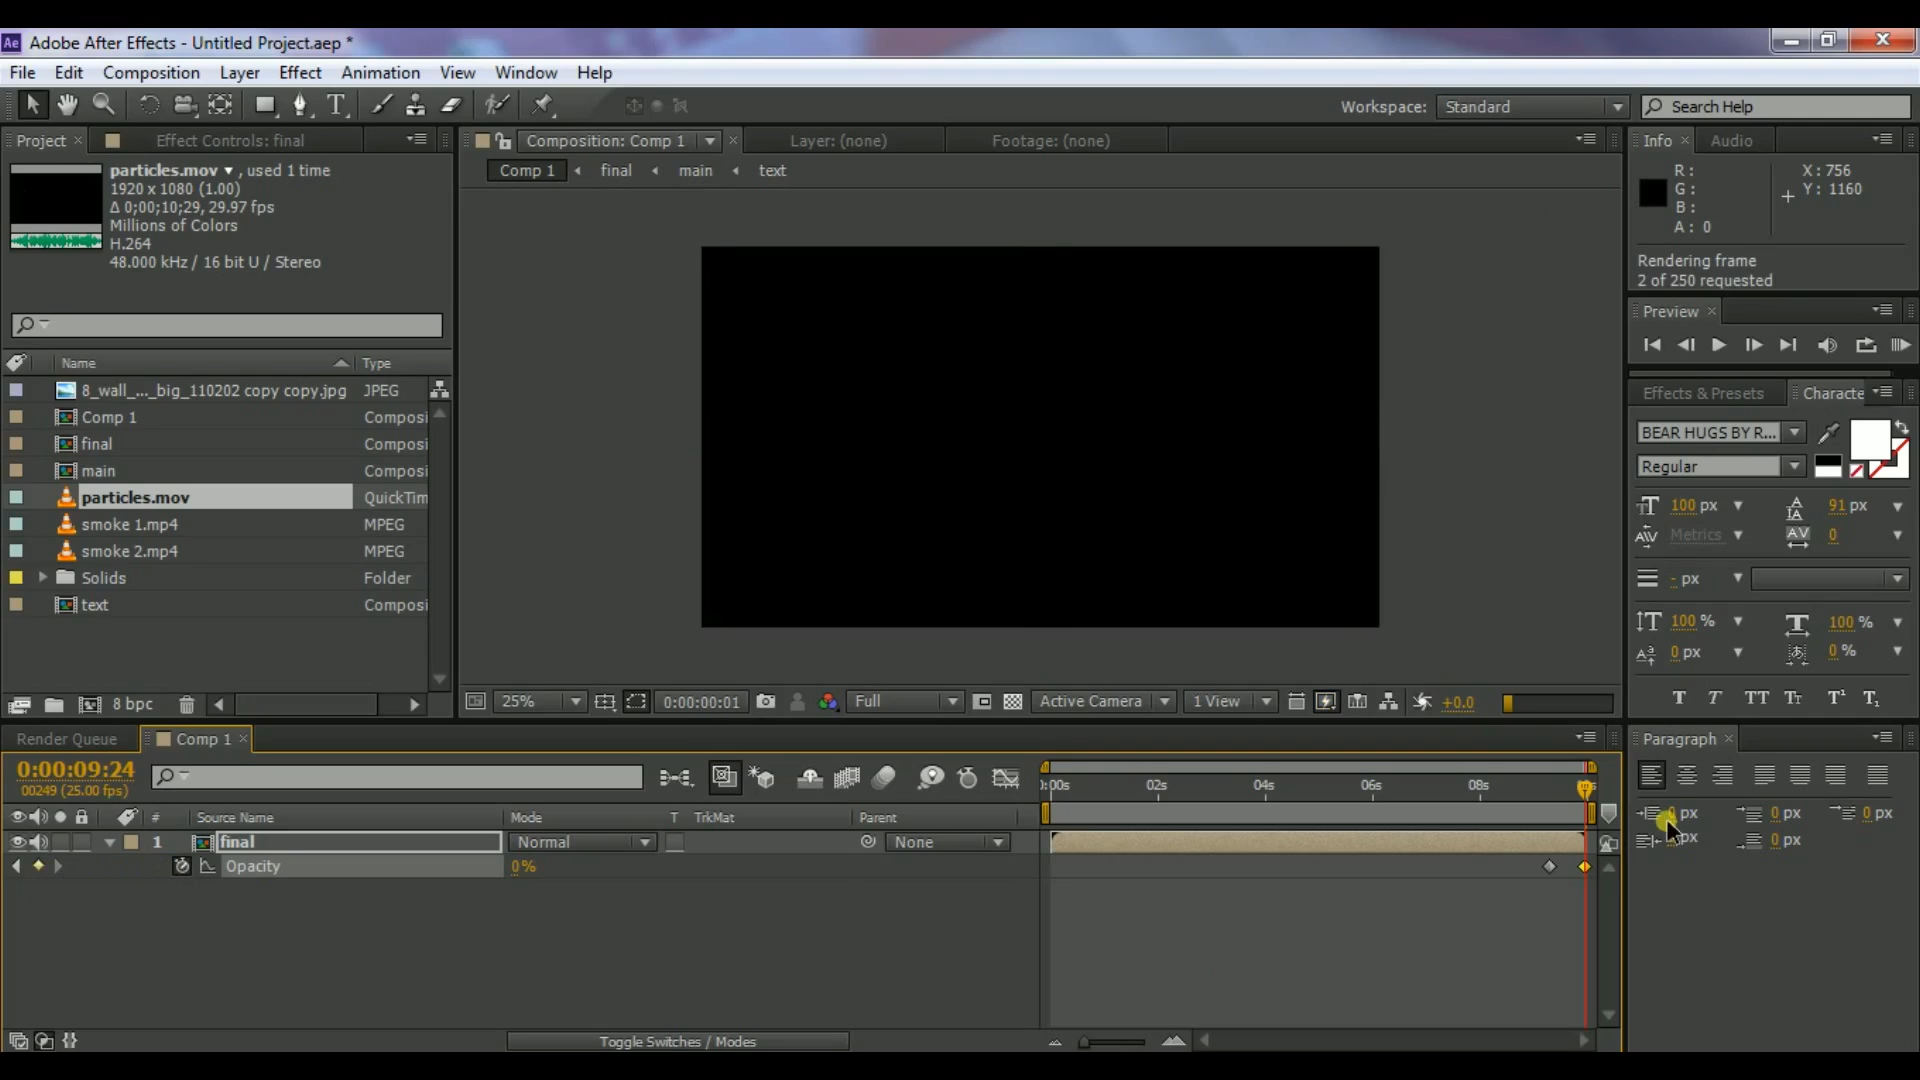 Ae Adobe After Effects - Untitled Project.aep *
File Edit Composition Layer Effect Animation View Window Help
Workspace: Standard Search Help
Project × Effect Controls: final
particles.mov ▼ , used 1 time
1920 x 1080 (1.00)
Δ 0;00;10;29, 29.97 fps
Millions of Colors
H.264
48.000 kHz / 16 bit U / Stereo
Name Type
8_wall_..._big_110202 copy copy.jpg JPEG
Comp 1 Composi
final Composi
main Composi
particles.mov QuickTim
smoke 1.mp4 MPEG
smoke 2.mp4 MPEG
Solids Folder
text Composi
8 bpc
Composition: Comp 1 Layer: (none) Footage: (none)
Comp 1 final main text
25% 0:00:00:01 Full Active Camera 1 View +0.0
Info × Audio
R : X : 756
G : Y : 1160
B :
A : 0
Rendering frame
2 of 250 requested
Preview ×
Effects & Presets Characte
BEAR HUGS BY R...
Regular
100 px 91 px
Metrics 0
- px
100 % 100 %
0 px 0 %
T T TT Tt T¹ T₁
Render Queue Comp 1 ×
0:00:09:24
00249 (25.00 fps)
0:00s 02s 04s 06s 08s
# Source Name Mode T TrkMat Parent
1 final Normal None
Opacity 0 %
Toggle Switches / Modes
Paragraph ×
0 px 0 px 0 px
px 0 px